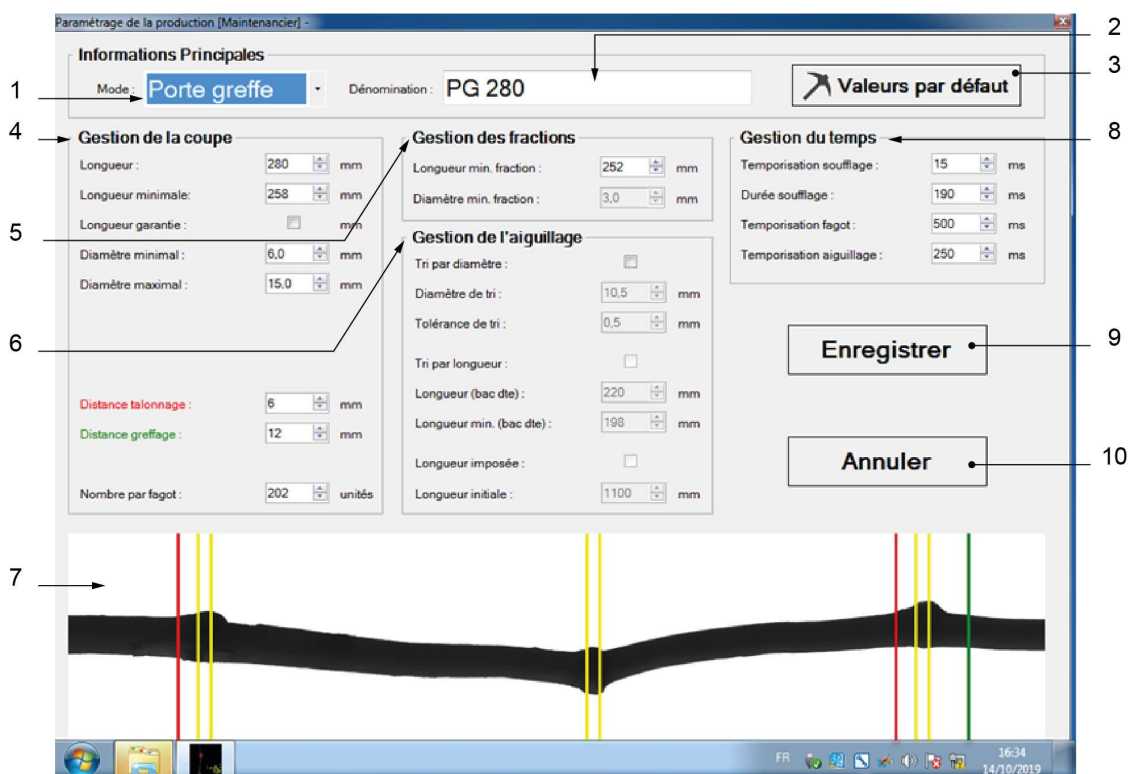 Paramétrage de la production [Maintenancier] -
Informations Principales
2
Mode : Porte greffe
Dénomination : PG 280
Valeurs par défaut
3
1
4
Gestion de la coupe
Longueur : 280 mm
Longueur minimale: 258 mm
Longueur garantie : mm
Diamètre minimal : 6,0 mm
Diamètre maximal : 15,0 mm
Distance talonnage : 6 mm
Distance greffage : 12 mm
Nombre par fagot : 202 unités
5
Gestion des fractions
Longueur min. fraction : 252 mm
Diamètre min. fraction : 3,0 mm
6
Gestion de l'aiguillage
Tri par diamètre :
Diamètre de tri : 10,5 mm
Tolérance de tri : 0,5 mm
Tri par longueur :
Longueur (bac dte) : 220 mm
Longueur min. (bac dte) : 198 mm
Longueur imposée :
Longueur initiale : 1100 mm
Gestion du temps
8
Temporisation soufflage : 15 ms
Durée soufflage : 190 ms
Temporisation fagot : 500 ms
Temporisation aiguillage : 250 ms
Enregistrer
9
Annuler
10
7
FR
16:34
14/10/2019